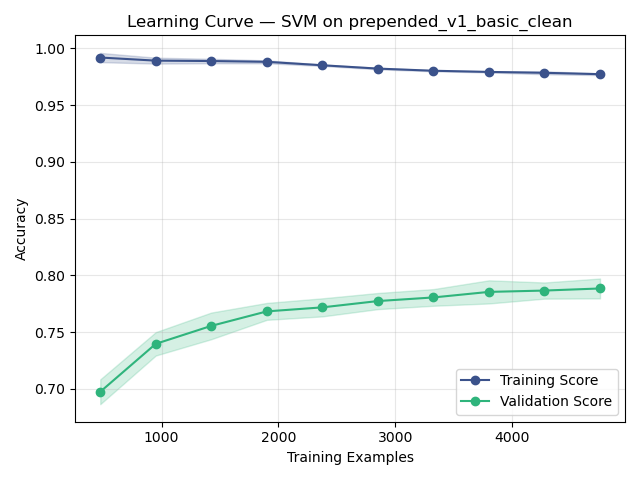 Learning Curve — SVM on prepended_v1_basic_clean
1.00
0.95
0.90
0.85
0.80
0.75
0.70
Accuracy
1000
2000
3000
4000
Training Examples
Training Score
Validation Score